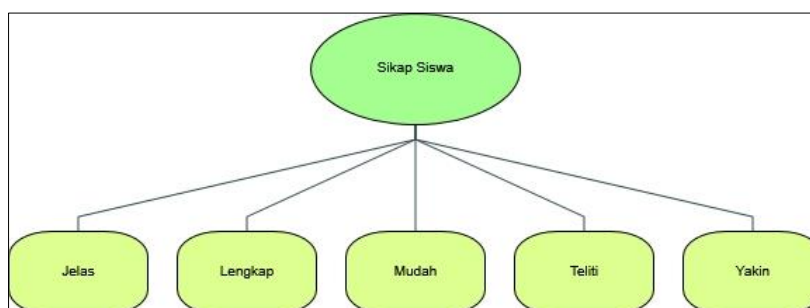 Sikap Siswa
Jelas
Lengkap
Mudah
Teliti
Yakin